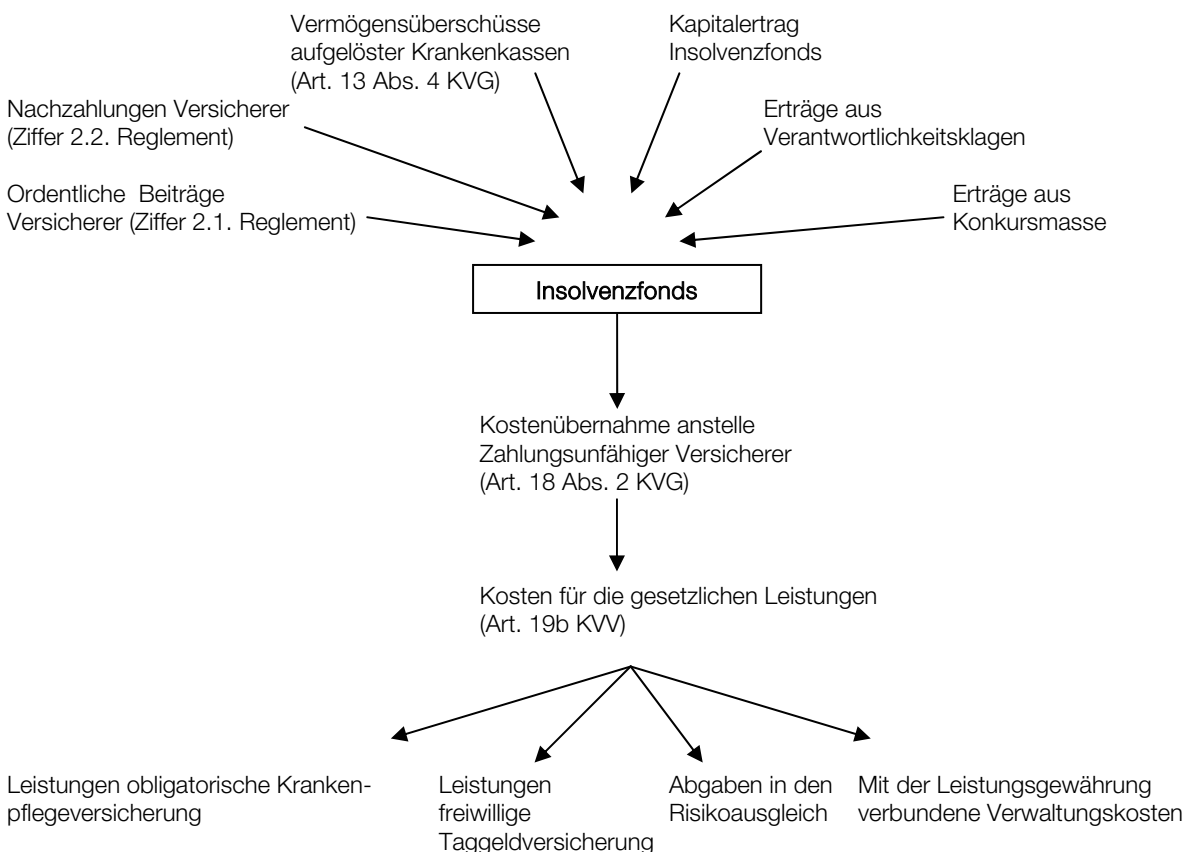 Vermögensüberschüsse
aufgelöster Krankenkassen
(Art. 13 Abs. 4 KVG)
Kapitalertrag
Insolvenzfonds
Nachzahlungen Versicherer
(Ziffer 2.2. Reglement)
Erträge aus
Verantwortlichkeitsklagen
Ordentliche Beiträge
Versicherer (Ziffer 2.1. Reglement)
Erträge aus
Konkursmasse
Insolvenzfonds
Kostenübernahme anstelle
Zahlungsunfähiger Versicherer
(Art. 18 Abs. 2 KVG)
Kosten für die gesetzlichen Leistungen
(Art. 19b KVV)
Leistungen obligatorische Kranken-
pflegeversicherung
Leistungen
freiwillige
Taggeldversicherung
Abgaben in den
Risikoausgleich
Mit der Leistungsgewährung
verbundene Verwaltungskosten